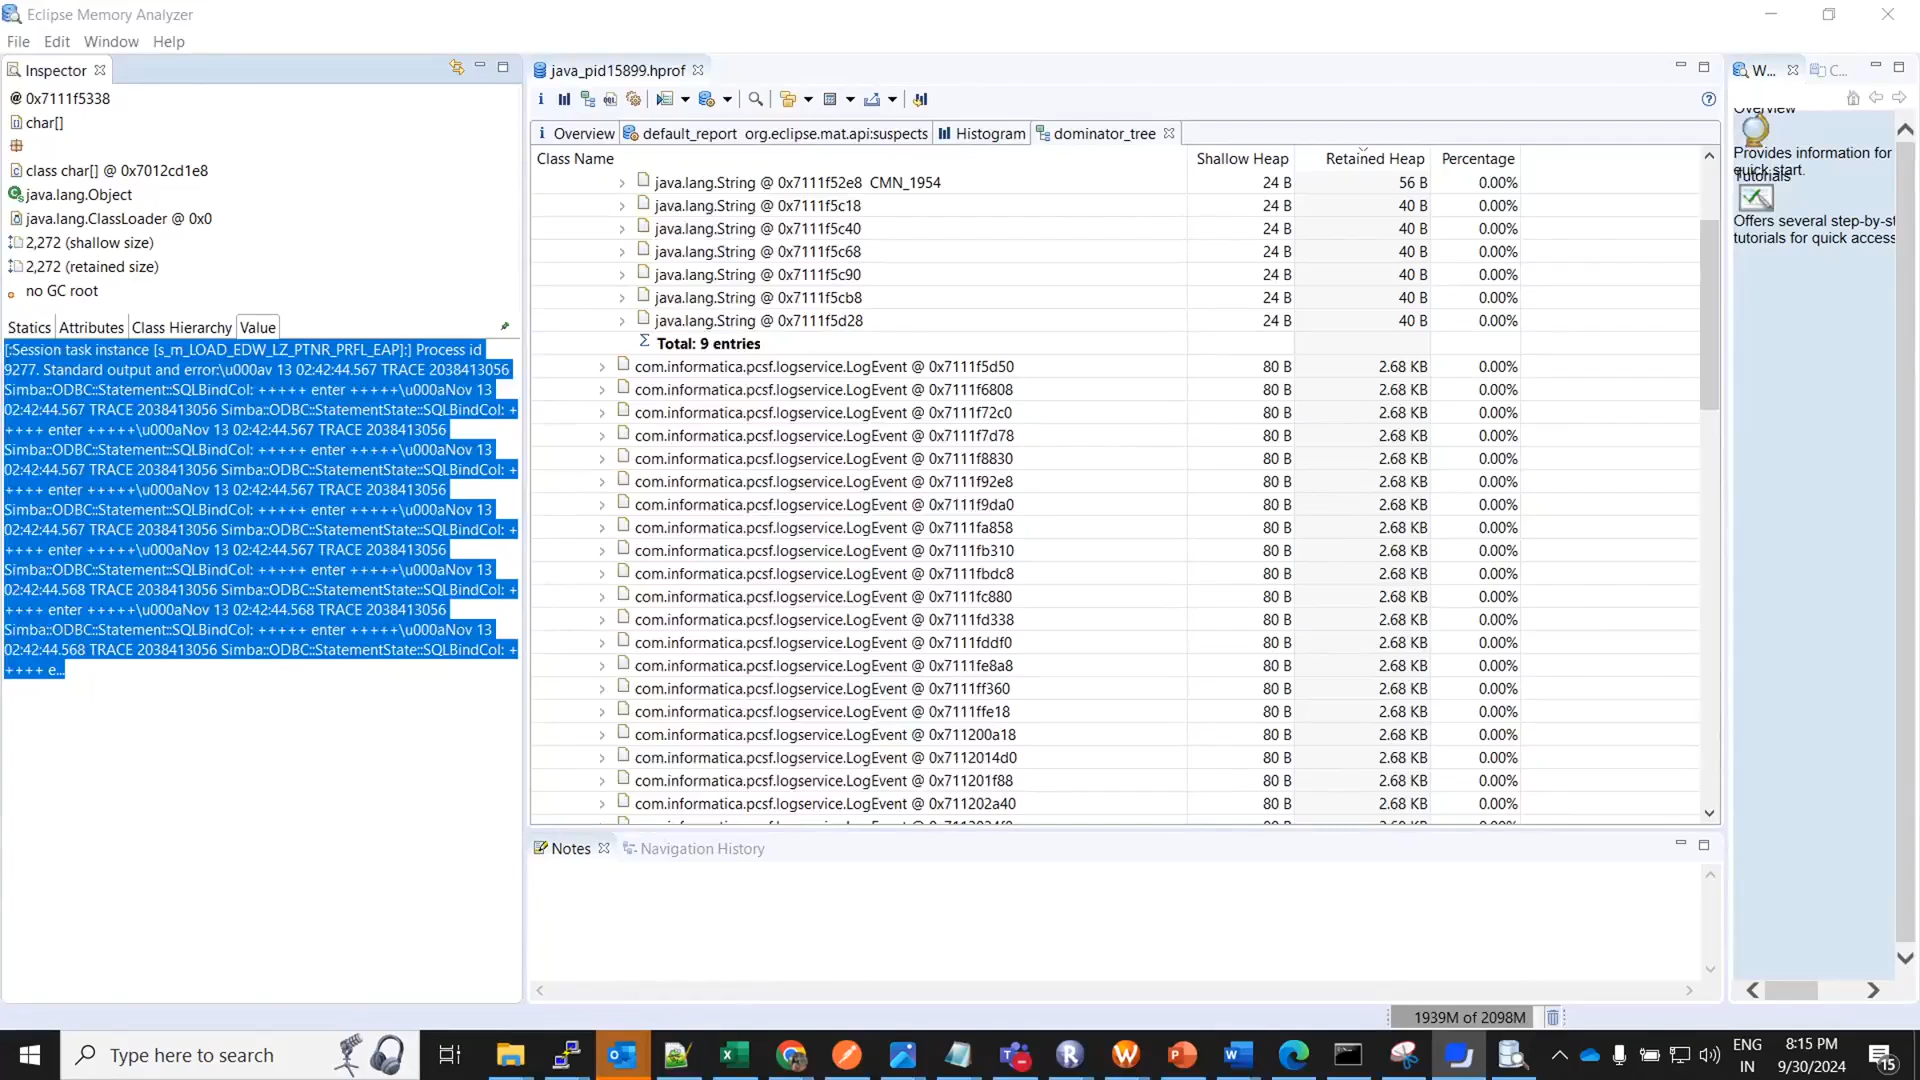 Eclipse Memory Analyzer
File Edit Window Help
Inspector
@ 0x7111f5338
char[]
class char[] @ 0x7012cd1e8
java.lang.Object
java.lang.ClassLoader @ 0x0
2,272 (shallow size)
2,272 (retained size)
no GC root
Statics Attributes Class Hierarchy Value
[:Session task instance [s_m_LOAD_EDW_LZ_PTNR_PRFL_EAP]:] Process id
9277. Standard output and error:\u000av 13 02:42:44.567 TRACE 2038413056
Simba::ODBC::Statement::SQLBindCol: +++++ enter +++++\u000aNov 13
02:42:44.567 TRACE 2038413056 Simba::ODBC::StatementState::SQLBindCol: +
++++ enter +++++\u000aNov 13 02:42:44.567 TRACE 2038413056
Simba::ODBC::Statement::SQLBindCol: +++++ enter +++++\u000aNov 13
02:42:44.567 TRACE 2038413056 Simba::ODBC::StatementState::SQLBindCol: +
++++ enter +++++\u000aNov 13 02:42:44.567 TRACE 2038413056
Simba::ODBC::Statement::SQLBindCol: +++++ enter +++++\u000aNov 13
02:42:44.567 TRACE 2038413056 Simba::ODBC::StatementState::SQLBindCol: +
++++ enter +++++\u000aNov 13 02:42:44.567 TRACE 2038413056
Simba::ODBC::Statement::SQLBindCol: +++++ enter +++++\u000aNov 13
02:42:44.568 TRACE 2038413056 Simba::ODBC::StatementState::SQLBindCol: +
++++ enter +++++\u000aNov 13 02:42:44.568 TRACE 2038413056
Simba::ODBC::Statement::SQLBindCol: +++++ enter +++++\u000aNov 13
02:42:44.568 TRACE 2038413056 Simba::ODBC::StatementState::SQLBindCol: +
++++ e...
java_pid15899.hprof
Overview default_report org.eclipse.mat.api:suspects Histogram dominator_tree
Class Name Shallow Heap Retained Heap Percentage
java.lang.String @ 0x7111f52e8 CMN_1954 24 B 56 B 0.00%
java.lang.String @ 0x7111f5c18 24 B 40 B 0.00%
java.lang.String @ 0x7111f5c40 24 B 40 B 0.00%
java.lang.String @ 0x7111f5c68 24 B 40 B 0.00%
java.lang.String @ 0x7111f5c90 24 B 40 B 0.00%
java.lang.String @ 0x7111f5cb8 24 B 40 B 0.00%
java.lang.String @ 0x7111f5d28 24 B 40 B 0.00%
Σ Total: 9 entries
com.informatica.pcsf.logservice.LogEvent @ 0x7111f5d50 80 B 2.68 KB 0.00%
com.informatica.pcsf.logservice.LogEvent @ 0x7111f6808 80 B 2.68 KB 0.00%
com.informatica.pcsf.logservice.LogEvent @ 0x7111f72c0 80 B 2.68 KB 0.00%
com.informatica.pcsf.logservice.LogEvent @ 0x7111f7d78 80 B 2.68 KB 0.00%
com.informatica.pcsf.logservice.LogEvent @ 0x7111f8830 80 B 2.68 KB 0.00%
com.informatica.pcsf.logservice.LogEvent @ 0x7111f92e8 80 B 2.68 KB 0.00%
com.informatica.pcsf.logservice.LogEvent @ 0x7111f9da0 80 B 2.68 KB 0.00%
com.informatica.pcsf.logservice.LogEvent @ 0x7111fa858 80 B 2.68 KB 0.00%
com.informatica.pcsf.logservice.LogEvent @ 0x7111fb310 80 B 2.68 KB 0.00%
com.informatica.pcsf.logservice.LogEvent @ 0x7111fbdc8 80 B 2.68 KB 0.00%
com.informatica.pcsf.logservice.LogEvent @ 0x7111fc880 80 B 2.68 KB 0.00%
com.informatica.pcsf.logservice.LogEvent @ 0x7111fd338 80 B 2.68 KB 0.00%
com.informatica.pcsf.logservice.LogEvent @ 0x7111fddf0 80 B 2.68 KB 0.00%
com.informatica.pcsf.logservice.LogEvent @ 0x7111fe8a8 80 B 2.68 KB 0.00%
com.informatica.pcsf.logservice.LogEvent @ 0x7111ff360 80 B 2.68 KB 0.00%
com.informatica.pcsf.logservice.LogEvent @ 0x7111ffe18 80 B 2.68 KB 0.00%
com.informatica.pcsf.logservice.LogEvent @ 0x711200a18 80 B 2.68 KB 0.00%
com.informatica.pcsf.logservice.LogEvent @ 0x7112014d0 80 B 2.68 KB 0.00%
com.informatica.pcsf.logservice.LogEvent @ 0x711201f88 80 B 2.68 KB 0.00%
com.informatica.pcsf.logservice.LogEvent @ 0x711202a40 80 B 2.68 KB 0.00%
Notes Navigation History
W... C...
Overview
Provides information for
quick start.
Tutorials
Offers several step-by-st
tutorials for quick access
1939M of 2098M
Type here to search
ENG
IN
8:15 PM
9/30/2024
15